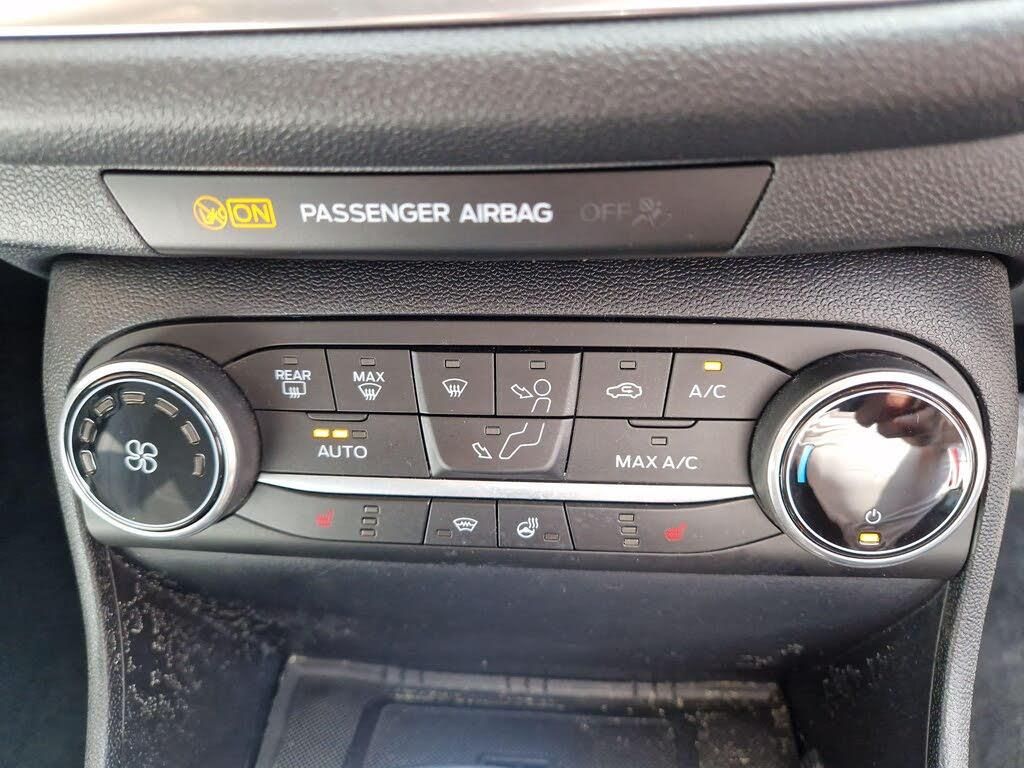 ON PASSENGER AIRBAG OFF
REAR
MAX
A/C
AUTO
MAX A/C